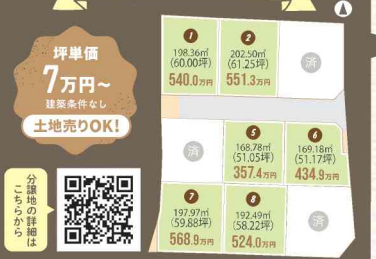 坪単価
7万円~
建築条件なし
土地売りOK!
分譲地の詳細は
こちらから
1
198.36㎡
(60.00坪)
540.0万円
2
202.50㎡
(61.25坪)
551.3万円
済
済
5
168.78㎡
(51.05坪)
357.4万円
6
169.18㎡
(51.17坪)
434.9万円
7
197.97㎡
(59.88坪)
568.9万円
8
192.49㎡
(58.22坪)
524.0万円
済